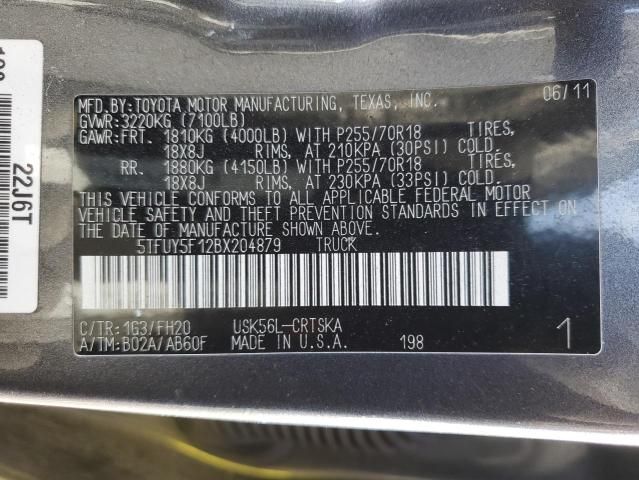 MFD.BY:TOYOTA MOTOR MANUFACTURING, TEXAS, INC. 06/11
GVWR:3220KG (7100LB)
GAWR:FRT. 1810KG (4000LB) WITH P255/70R18 TIRES,
18X8J RIMS, AT 210KPA (30PSI) COLD.
RR. 1880KG (4150LB) WITH P255/70R18 TIRES,
18X8J RIMS, AT 230KPA (33PSI) COLD.
THIS VEHICLE CONFORMS TO ALL APPLICABLE FEDERAL MOTOR
VEHICLE SAFETY AND THEFT PREVENTION STANDARDS IN EFFECT ON
THE DATE OF MANUFACTURE SHOWN ABOVE.
5TFUY5F12BX204879 TRUCK
C/TR:1G3/FH20 USK56L-CRTSKA
A/TM:B02A/AB60F MADE IN U.S.A. 198 1
22J6T